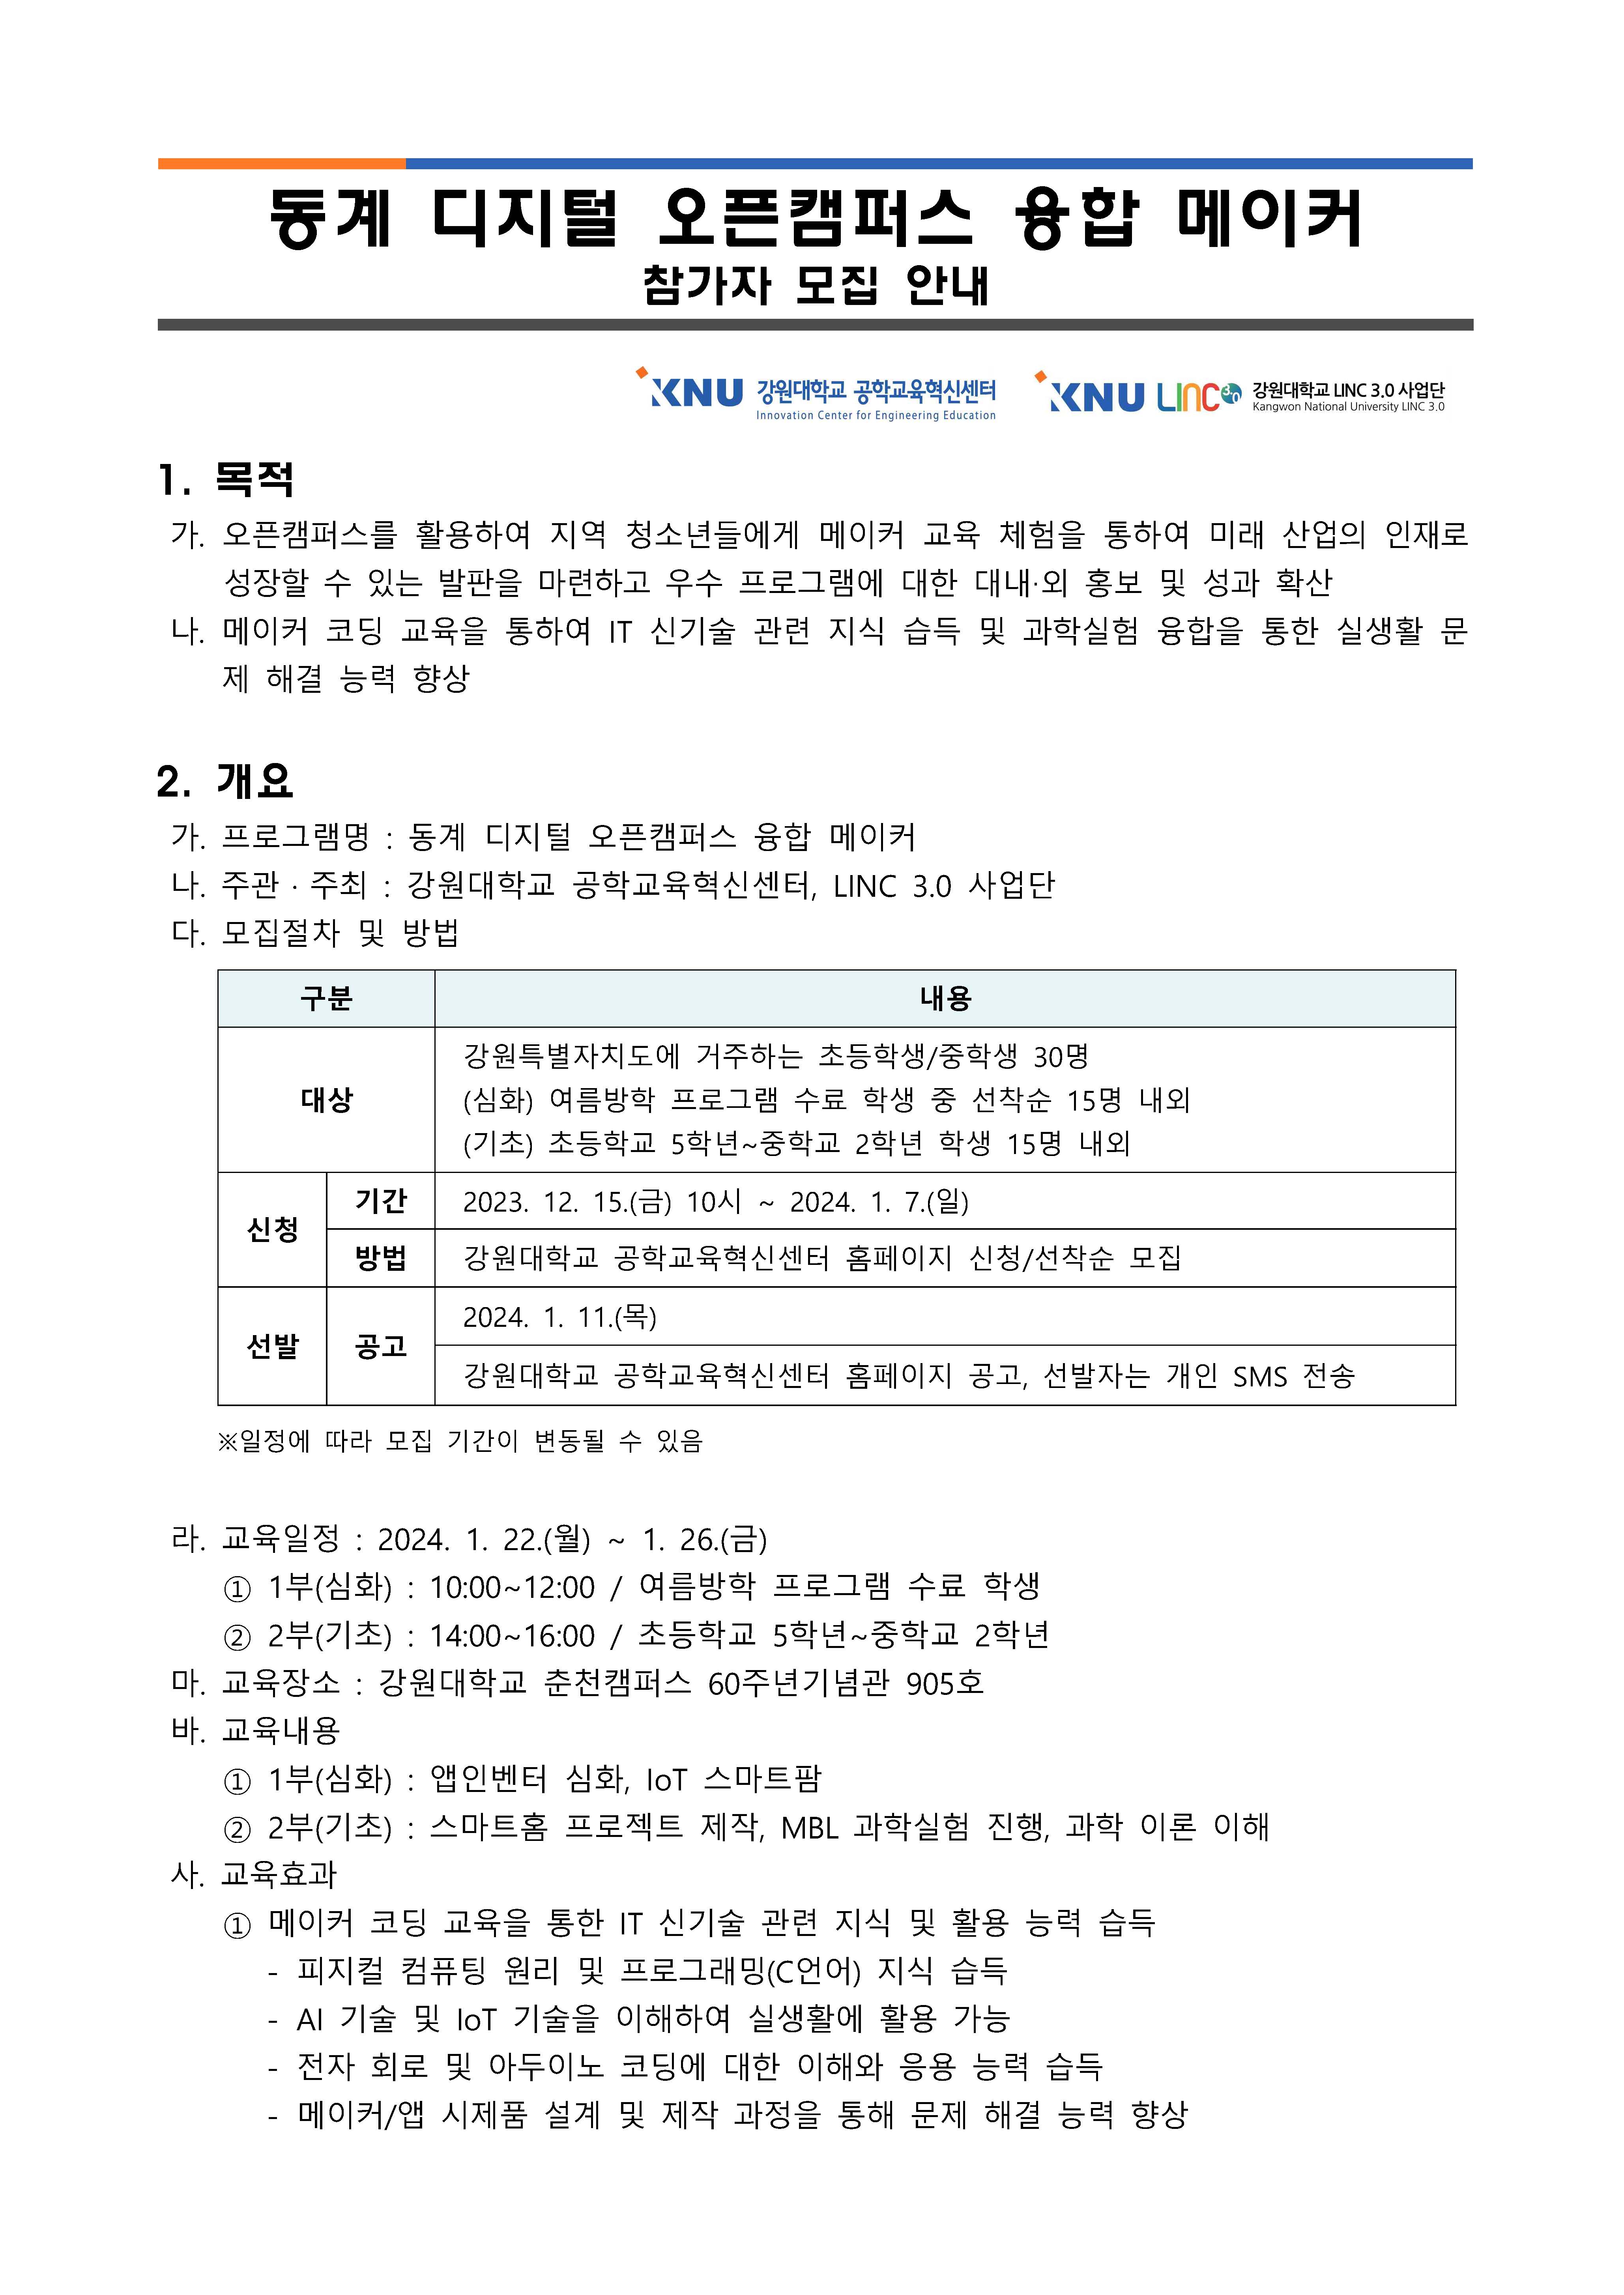 동계 디지털 오픈캠퍼스 융합 메이커
참가자 모집 안내
KNU 강원대학교 공학교육혁신센터
Innovation Center for Engineering Education
KNU LINC 3.0 강원대학교 LINC 3.0 사업단
Kangwon National University LINC 3.0
1. 목적
가. 오픈캠퍼스를 활용하여 지역 청소년들에게 메이커 교육 체험을 통하여 미래 산업의 인재로
성장할 수 있는 발판을 마련하고 우수 프로그램에 대한 대내·외 홍보 및 성과 확산
나. 메이커 코딩 교육을 통하여 IT 신기술 관련 지식 습득 및 과학실험 융합을 통한 실생활 문
제 해결 능력 향상
2. 개요
가. 프로그램명 : 동계 디지털 오픈캠퍼스 융합 메이커
나. 주관 · 주최 : 강원대학교 공학교육혁신센터, LINC 3.0 사업단
다. 모집절차 및 방법
구분 내용
대상
강원특별자치도에 거주하는 초등학생/중학생 30명
(심화) 여름방학 프로그램 수료 학생 중 선착순 15명 내외
(기초) 초등학교 5학년~중학교 2학년 학생 15명 내외
신청
기간 2023. 12. 15.(금) 10시 ~ 2024. 1. 7.(일)
방법 강원대학교 공학교육혁신센터 홈페이지 신청/선착순 모집
선발 공고
2024. 1. 11.(목)
강원대학교 공학교육혁신센터 홈페이지 공고, 선발자는 개인 SMS 전송
※일정에 따라 모집 기간이 변동될 수 있음
라. 교육일정 : 2024. 1. 22.(월) ~ 1. 26.(금)
① 1부(심화) : 10:00~12:00 / 여름방학 프로그램 수료 학생
② 2부(기초) : 14:00~16:00 / 초등학교 5학년~중학교 2학년
마. 교육장소 : 강원대학교 춘천캠퍼스 60주년기념관 905호
바. 교육내용
① 1부(심화) : 앱인벤터 심화, IoT 스마트팜
② 2부(기초) : 스마트홈 프로젝트 제작, MBL 과학실험 진행, 과학 이론 이해
사. 교육효과
① 메이커 코딩 교육을 통한 IT 신기술 관련 지식 및 활용 능력 습득
- 피지컬 컴퓨팅 원리 및 프로그래밍(C언어) 지식 습득
- AI 기술 및 IoT 기술을 이해하여 실생활에 활용 가능
- 전자 회로 및 아두이노 코딩에 대한 이해와 응용 능력 습득
- 메이커/앱 시제품 설계 및 제작 과정을 통해 문제 해결 능력 향상